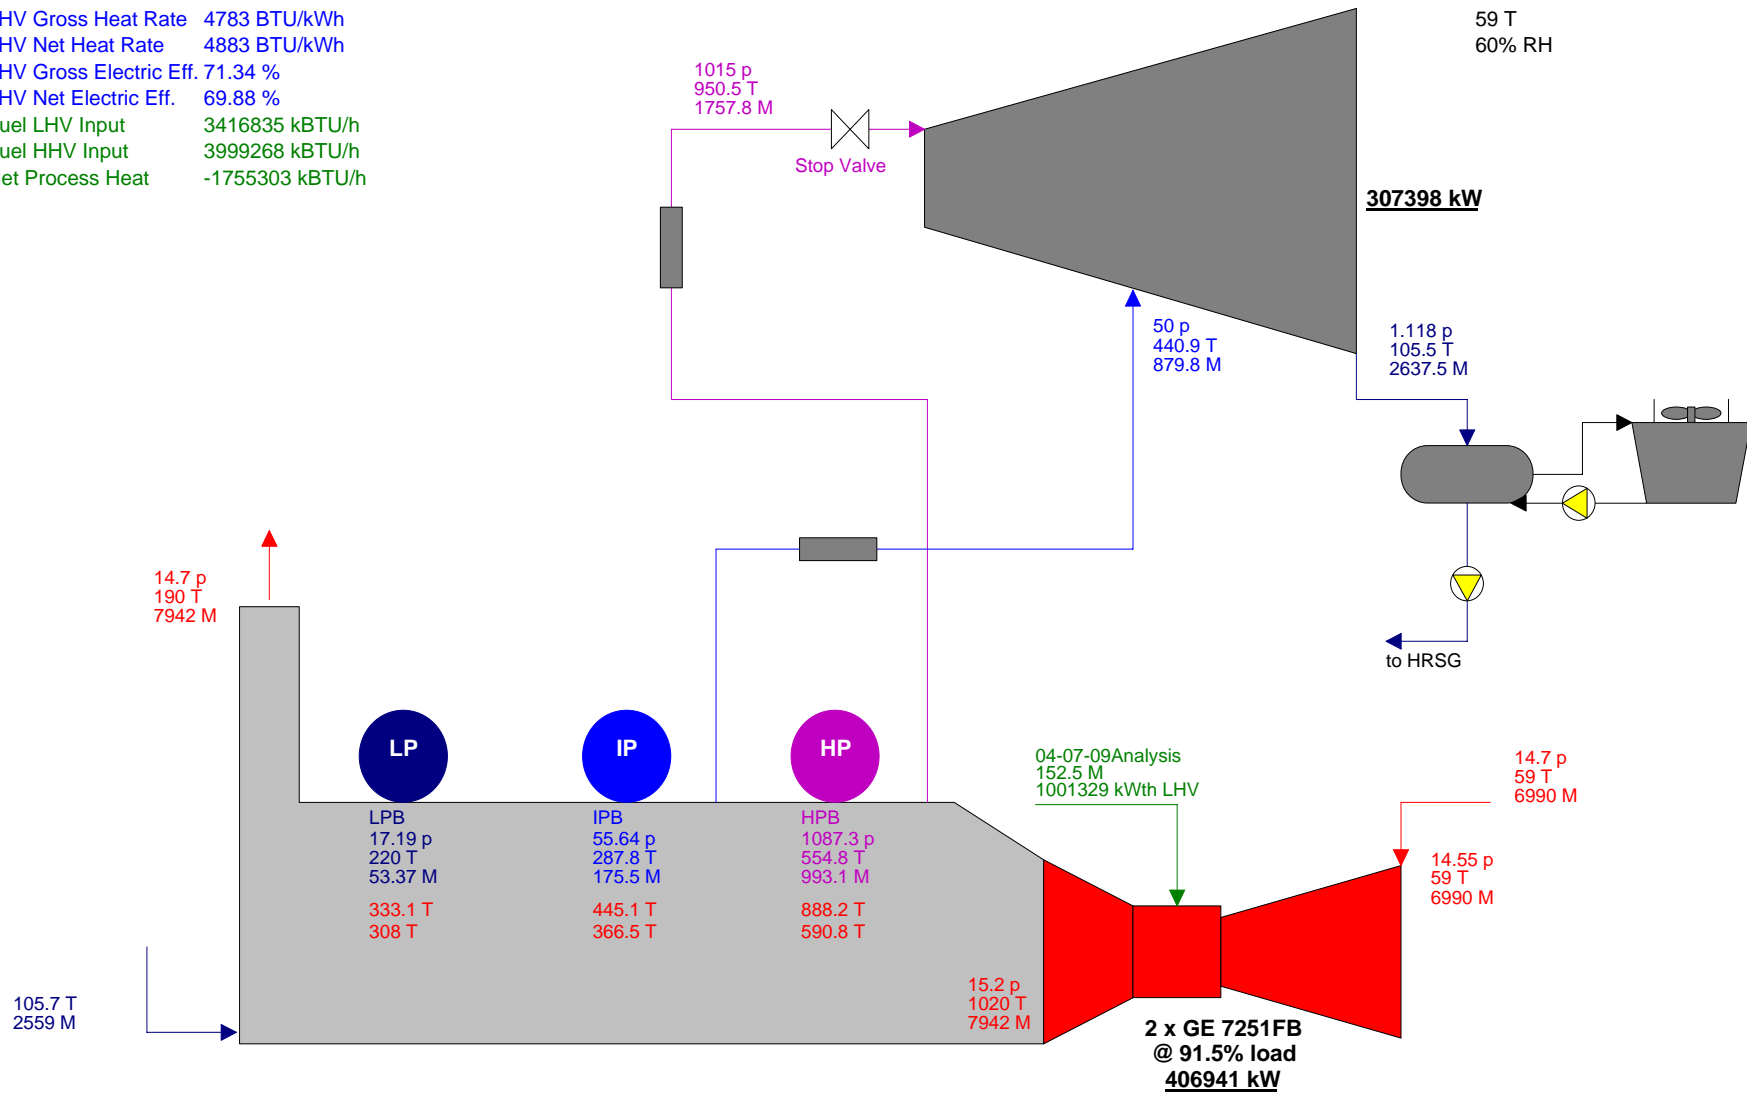 HV Gross Heat Rate 4783 BTU/kWh
HV Net Heat Rate 4883 BTU/kWh
HV Gross Electric Eff. 71.34 %
HV Net Electric Eff. 69.88 %
uel LHV Input 3416835 kBTU/h
uel HHV Input 3999268 kBTU/h
et Process Heat -1755303 kBTU/h
59 T
60% RH
1015 p
950.5 T
1757.8 M
Stop Valve
307398 kW
50 p
440.9 T
879.8 M
1.118 p
105.5 T
2637.5 M
to HRSG
14.7 p
190 T
7942 M
LP
IP
HP
LPB
17.19 p
220 T
53.37 M
333.1 T
308 T
IPB
55.64 p
287.8 T
175.5 M
445.1 T
366.5 T
HPB
1087.3 p
554.8 T
993.1 M
888.2 T
590.8 T
04-07-09Analysis
152.5 M
1001329 kWth LHV
14.7 p
59 T
6990 M
14.55 p
59 T
6990 M
105.7 T
2559 M
15.2 p
1020 T
7942 M
2 x GE 7251FB
@ 91.5% load
406941 kW